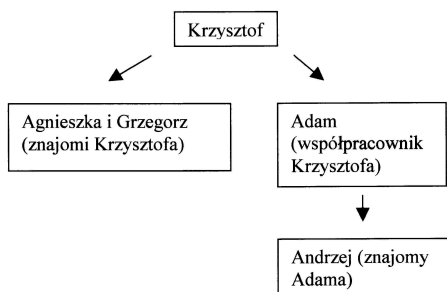 Krzysztof
Agnieszka i Grzegorz
(znajomi Krzysztofa)
Adam
(współpracownik
Krzysztofa)
Andrzej (znajomy
Adama)